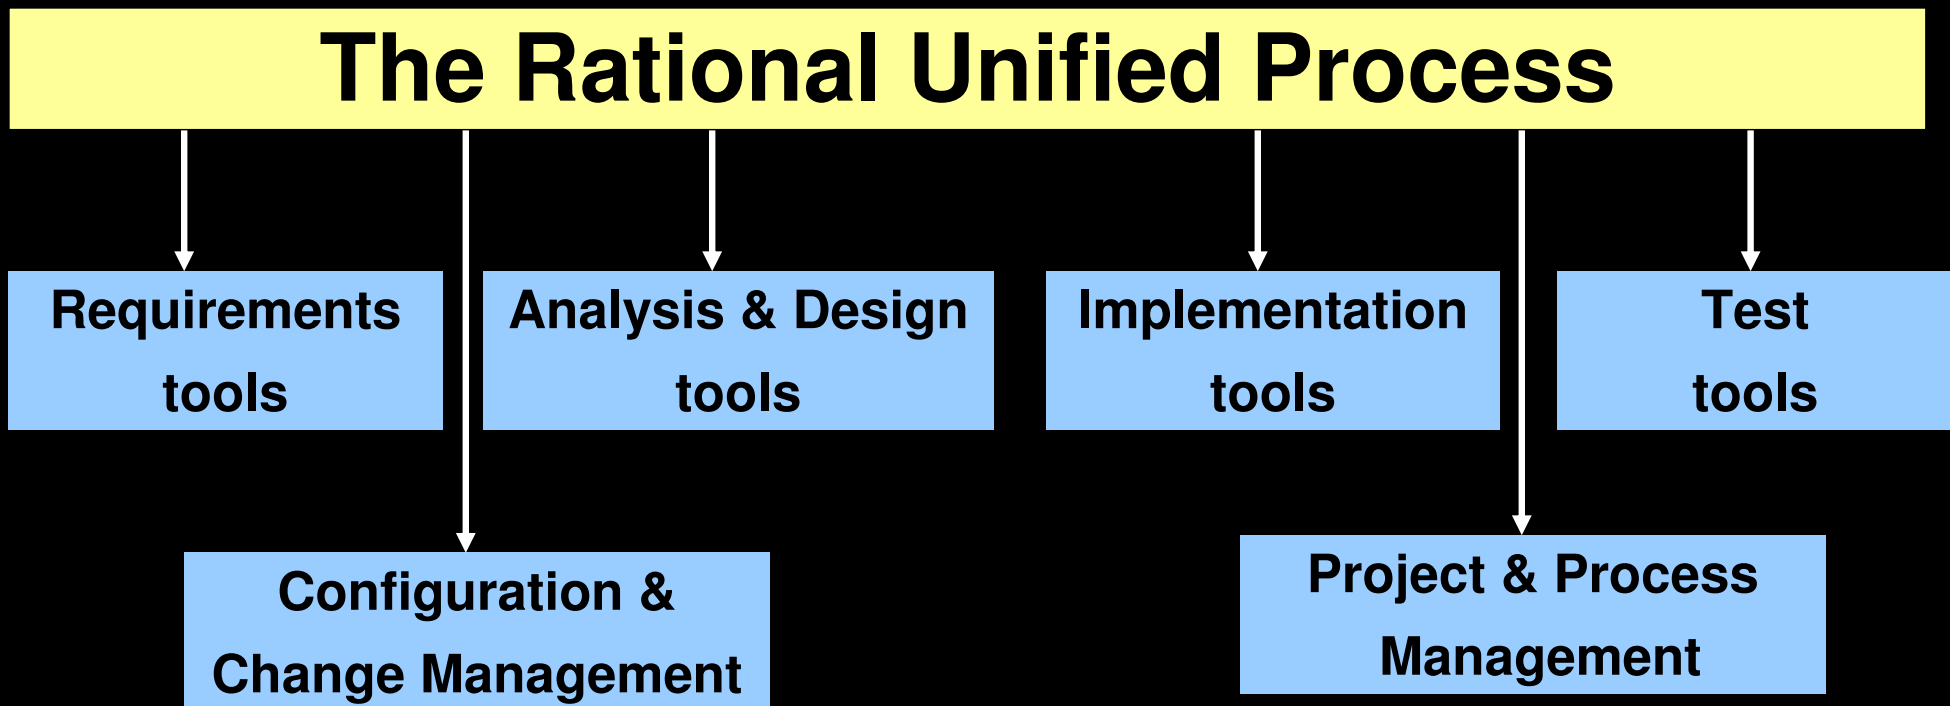 The Rational Unified Process
Requirements
tools
Analysis & Design
tools
Implementation
tools
Test
tools
Configuration &
Change Management
Project & Process
Management